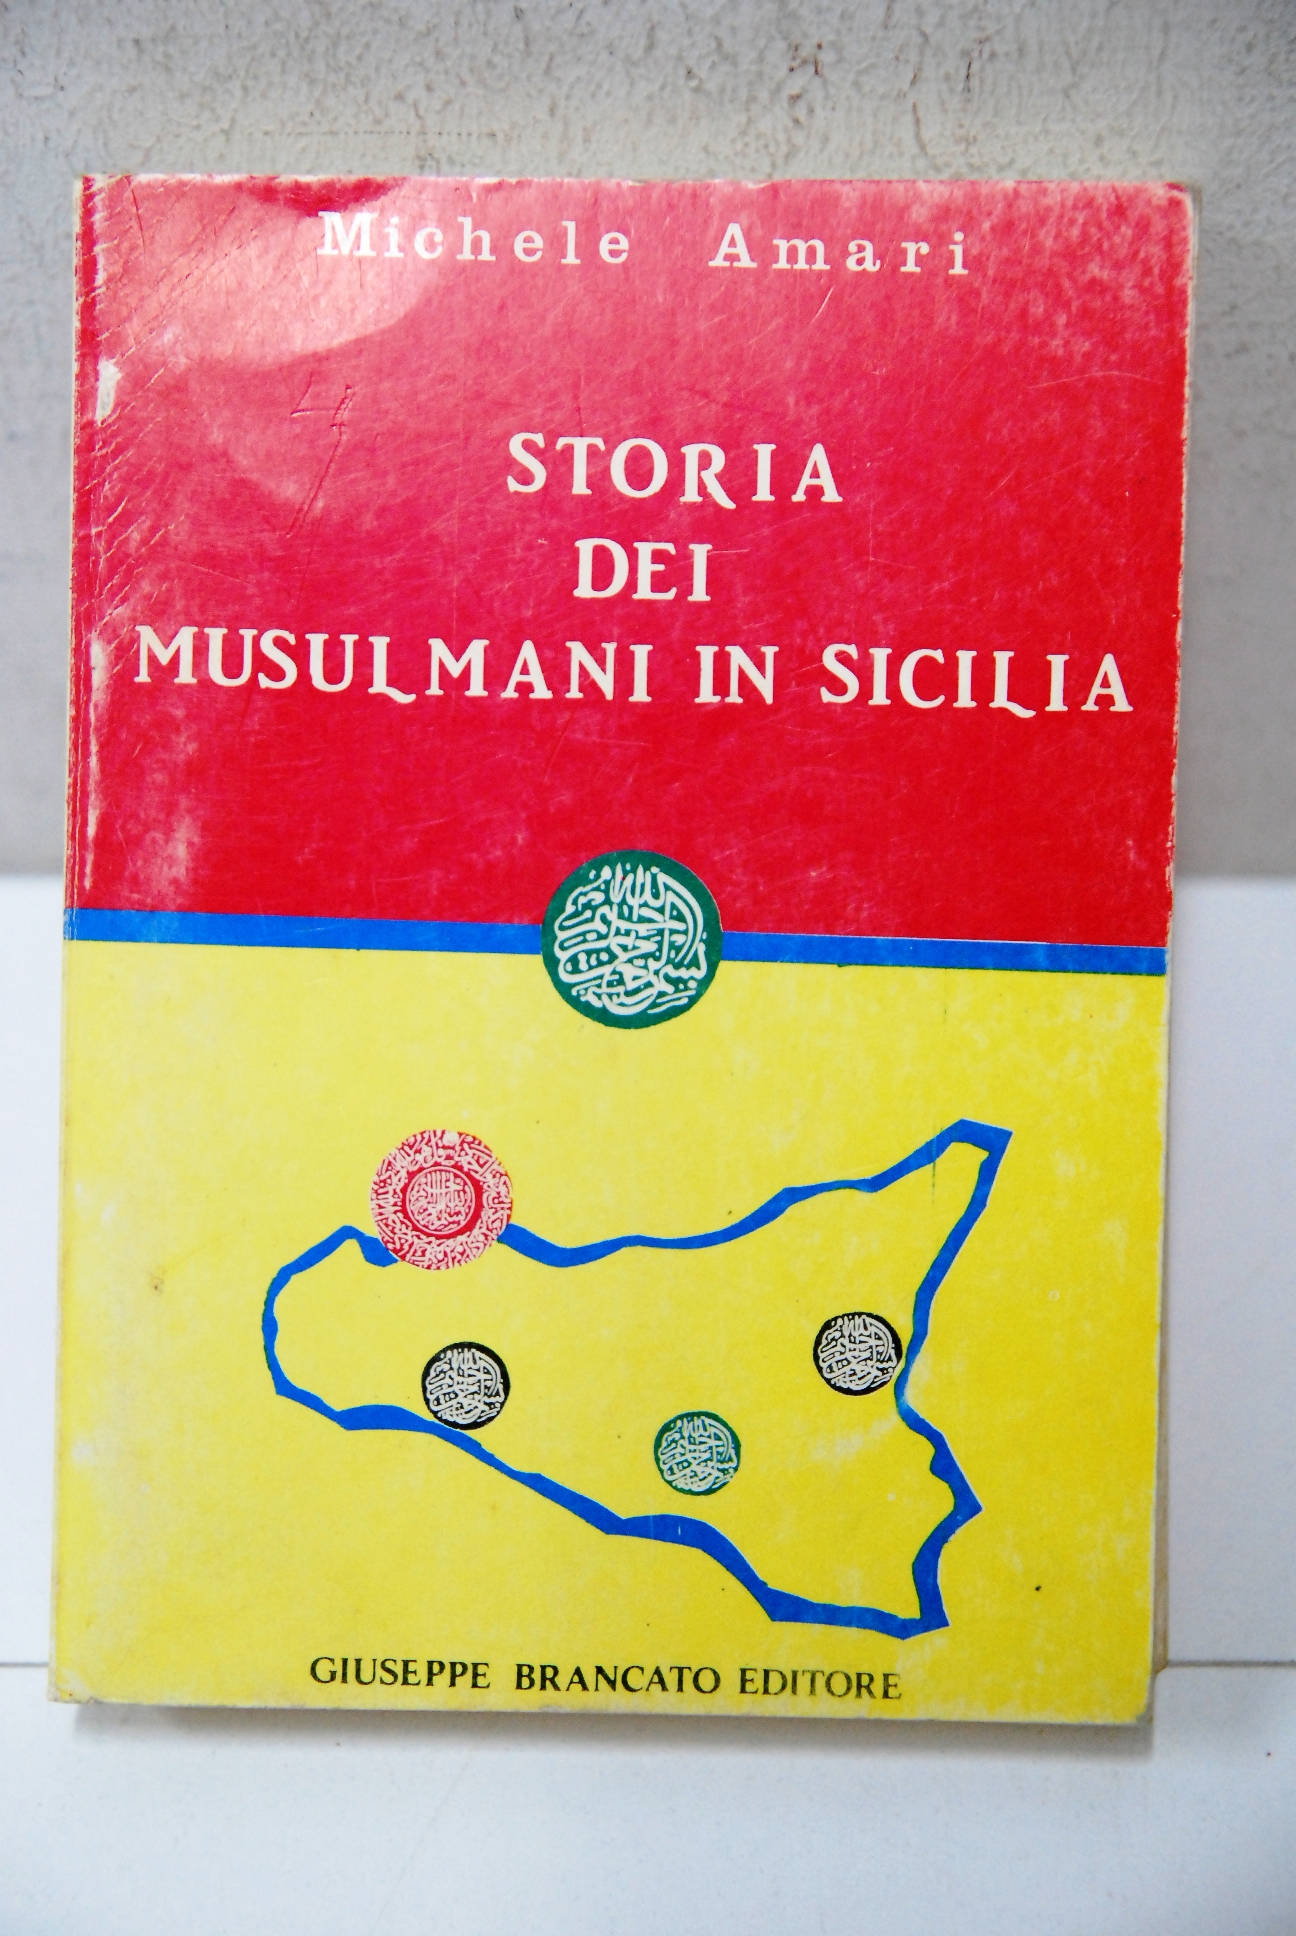 Michele Amari
STORIA
DEI
MUSULMANI IN SICILIA
GIUSEPPE BRANCATO EDITORE